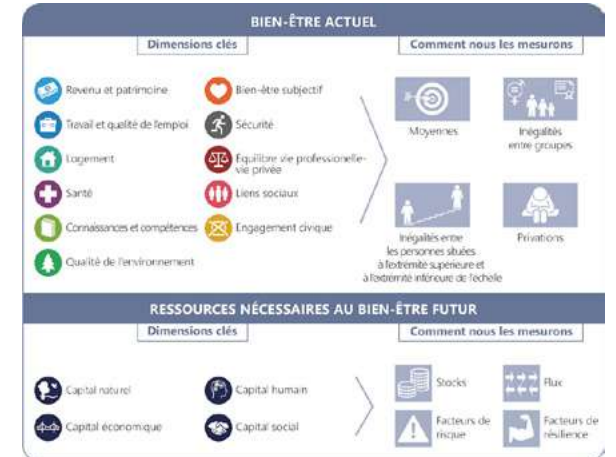 BIEN-ÊTRE ACTUEL
Dimensions clés
Comment nous les mesurons
Revenu et patrimoine
Bien-être subjectif
Travail et qualité de l'emploi
Sécurité
Logement
Équilibre vie professionelle-
vie privée
Santé
Liens sociaux
Connaissances et compétences
Engagement civique
Qualité de l'environnement
Moyennes
Inégalités
entre groupes
Inégalités entre
les personnes situées
à l'extrémité supérieure et
à l'extrémité inférieure de l'échelle
Privations
RESSOURCES NÉCESSAIRES AU BIEN-ÊTRE FUTUR
Dimensions clés
Comment nous les mesurons
Capital naturel
Capital humain
Capital économique
Capital social
Stocks
Flux
Facteurs de
risque
Facteurs de
résilience